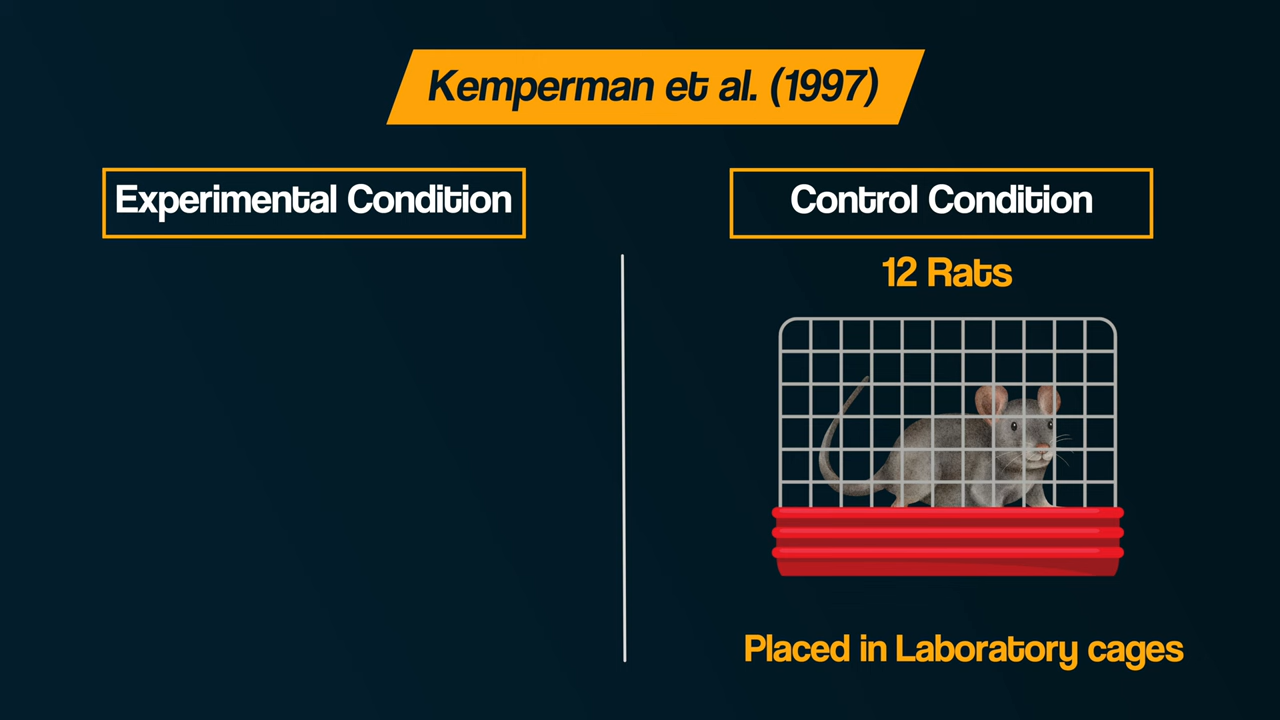 Kemperman et al. (1997)
Experimental Condition
Control Condition
12 Rats
Placed in Laboratory cages